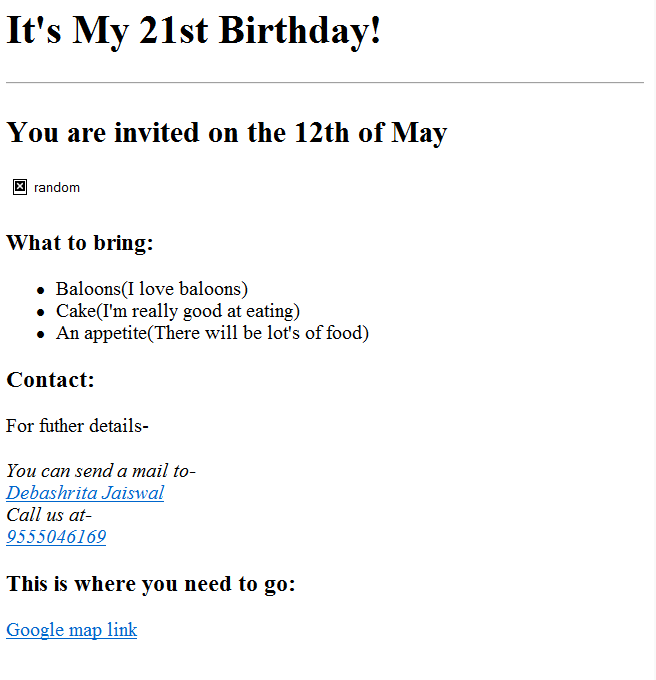 It's My 21st Birthday!
You are invited on the 12th of May
random
What to bring:
Baloons(I love baloons)
Cake(I'm really good at eating)
An appetite(There will be lot's of food)
Contact:
For futher details-
You can send a mail to-
Debashrita Jaiswal
Call us at-
9555046169
This is where you need to go:
Google map link